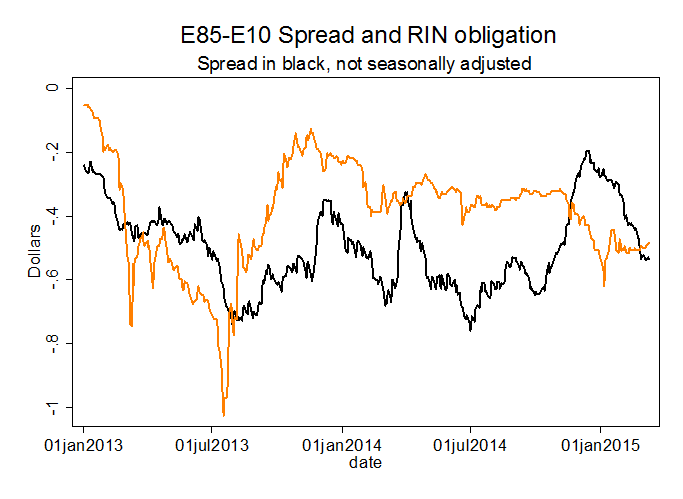 E85-E10 Spread and RIN obligation
Spread in black, not seasonally adjusted
Dollars
0
-.2
-.4
-.6
-.8
-1
01jan2013
01jul2013
01jan2014
01jul2014
01jan2015
date